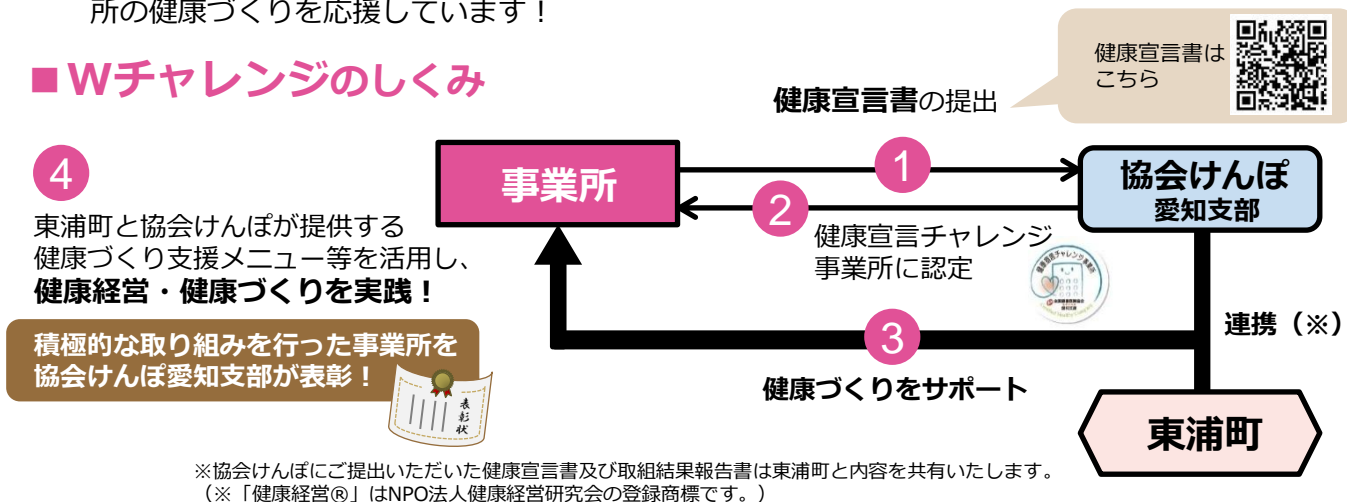 所の健康づくりを応援しています！
■Wチャレンジのしくみ
健康宣言書は
こちら
健康宣言書の提出
④
東浦町と協会けんぽが提供する
健康づくり支援メニュー等を活用し、
健康経営・健康づくりを実践！
積極的な取り組みを行った事業所を
協会けんぽ愛知支部が表彰！
表彰状
事業所
①
②
協会けんぽ
愛知支部
健康宣言チャレンジ
事業所に認定
健康宣言チャレンジ事業所
連携（※）
③
健康づくりをサポート
東浦町
※協会けんぽにご提出いただいた健康宣言書及び取組結果報告書は東浦町と内容を共有いたします。
（※「健康経営®」はNPO法人健康経営研究会の登録商標です。）